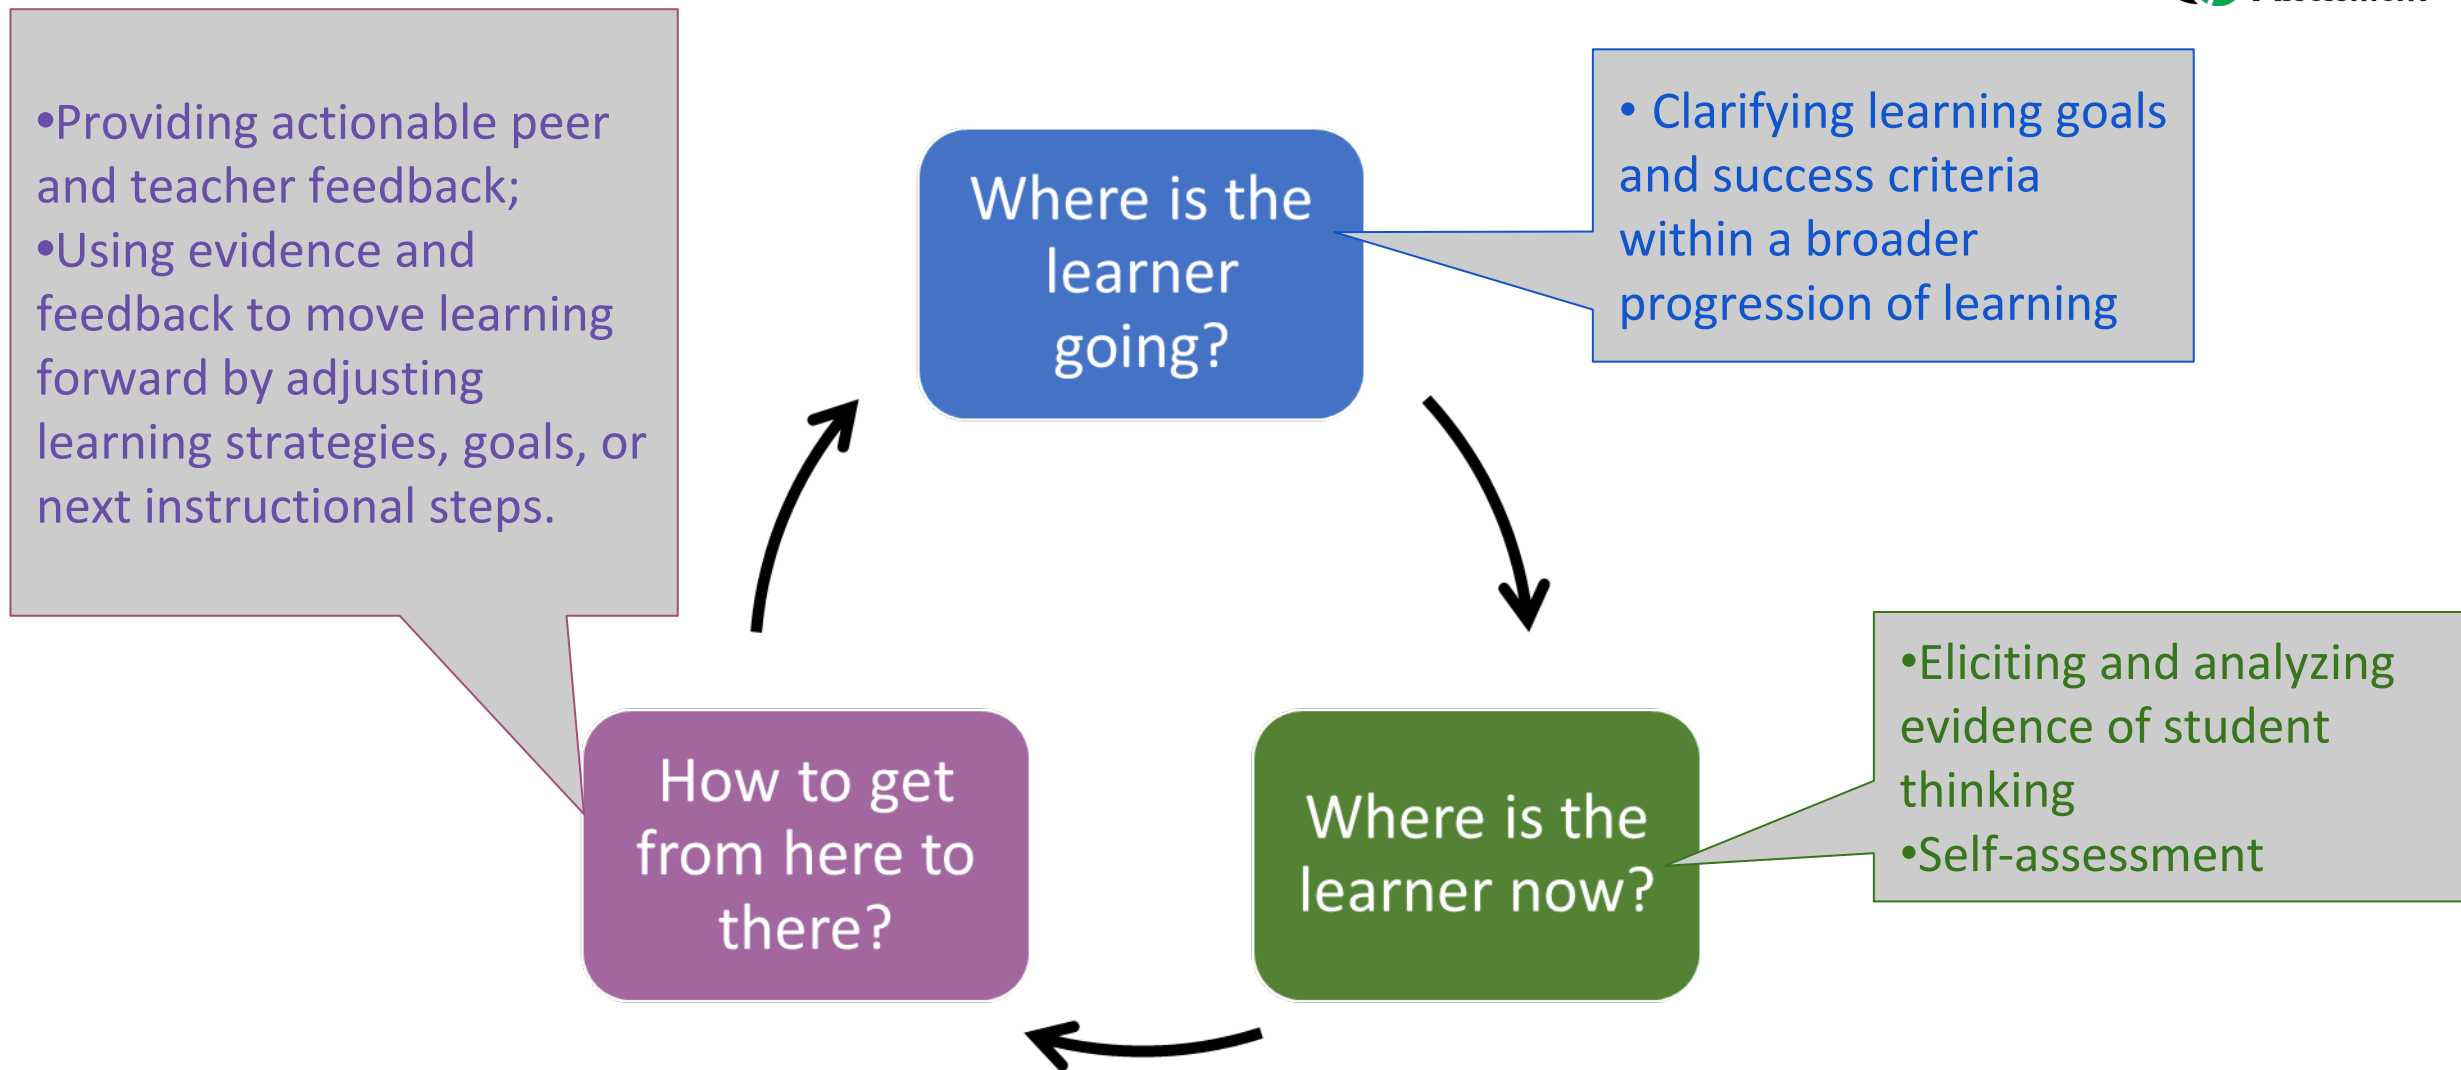 •Providing actionable peer
and teacher feedback;
•Using evidence and
feedback to move learning
forward by adjusting
learning strategies, goals, or
next instructional steps.
Where is the
learner
going?
• Clarifying learning goals
and success criteria
within a broader
progression of learning
How to get
from here to
there?
Where is the
learner now?
•Eliciting and analyzing
evidence of student
thinking
•Self-assessment